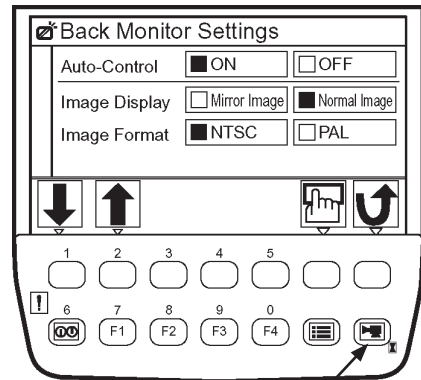 Back Monitor Settings
Auto-Control ON OFF
Image Display Mirror Image Normal Image
Image Format NTSC PAL
1 2 3 4 5
! 6 7 8 9 0
F1 F2 F3 F4